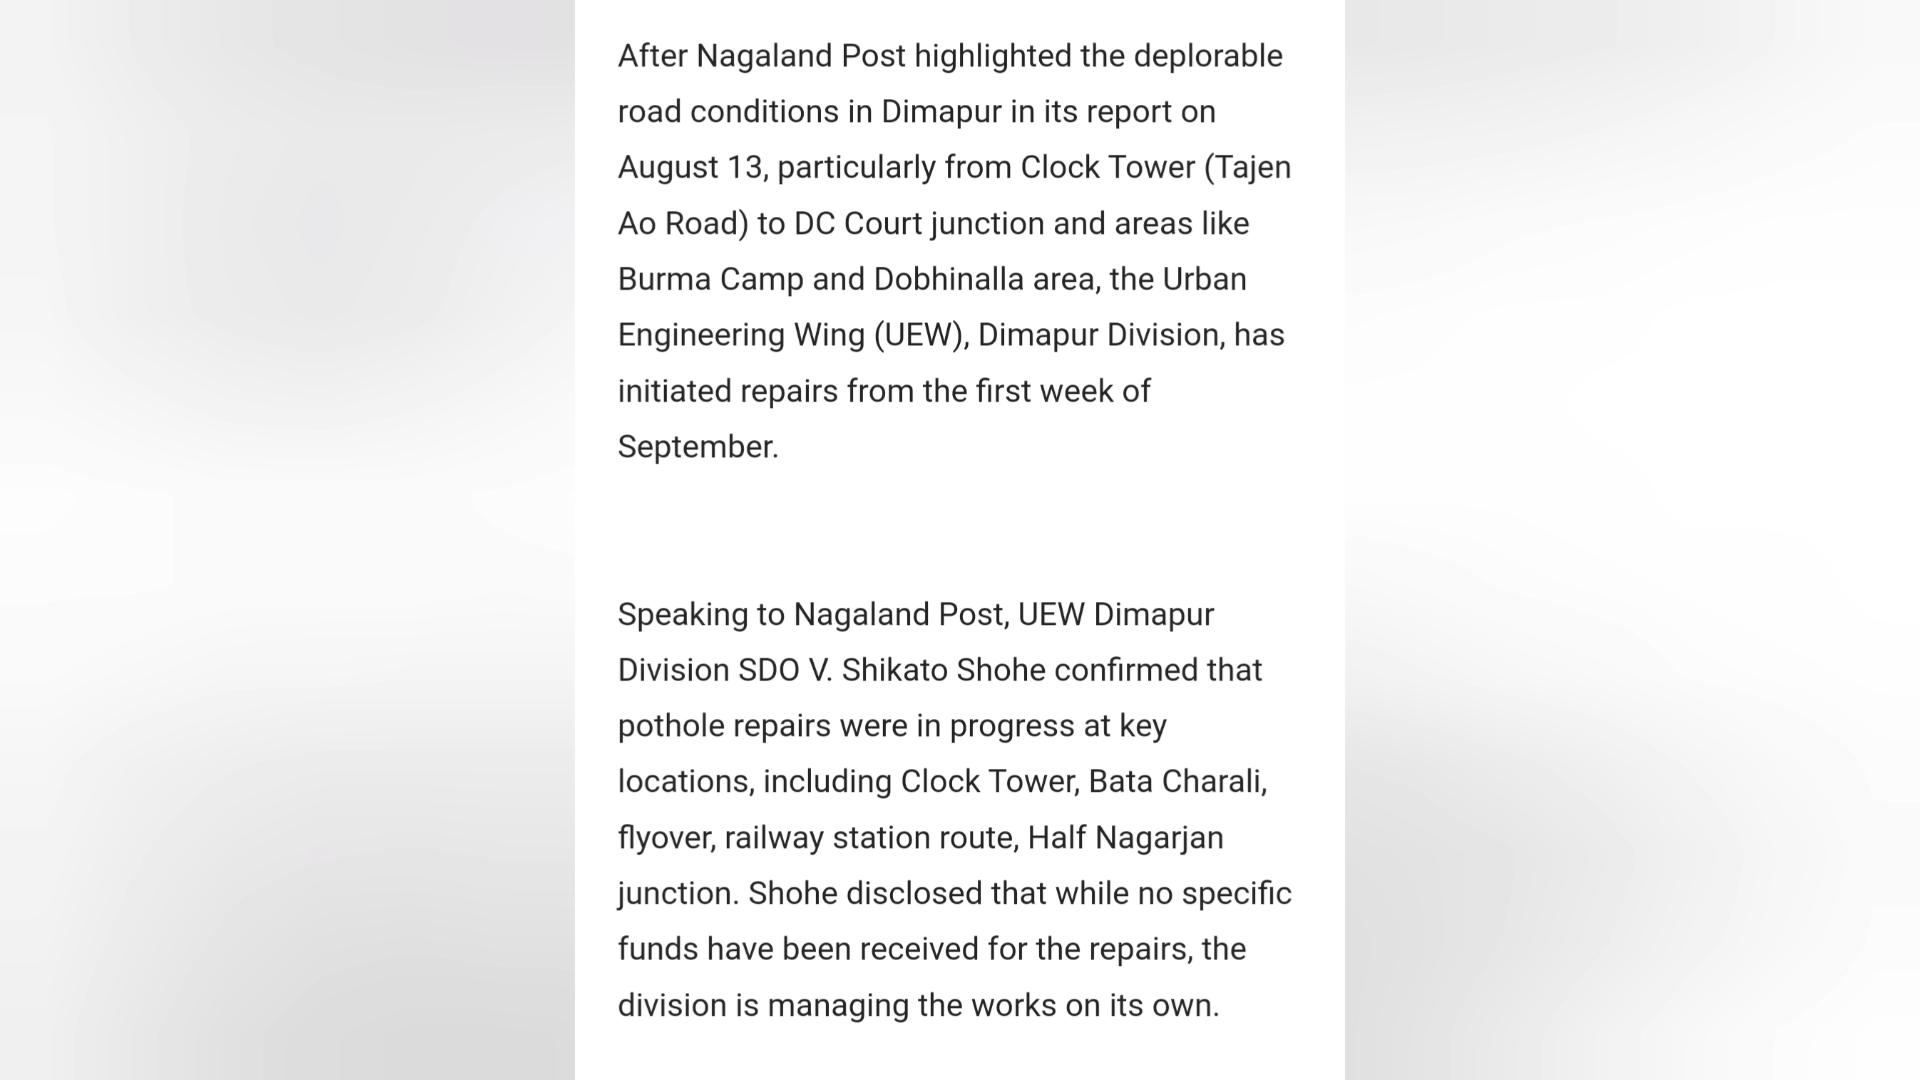 After Nagaland Post highlighted the deplorable
road conditions in Dimapur in its report on
August 13, particularly from Clock Tower (Tajen
Ao Road) to DC Court junction and areas like
Burma Camp and Dobhinalla area, the Urban
Engineering Wing (UEW), Dimapur Division, has
initiated repairs from the first week of
September.
Speaking to Nagaland Post, UEW Dimapur
Division SDO V. Shikato Shohe confirmed that
pothole repairs were in progress at key
locations, including Clock Tower, Bata Charali,
flyover, railway station route, Half Nagarjan
junction. Shohe disclosed that while no specific
funds have been received for the repairs, the
division is managing the works on its own.